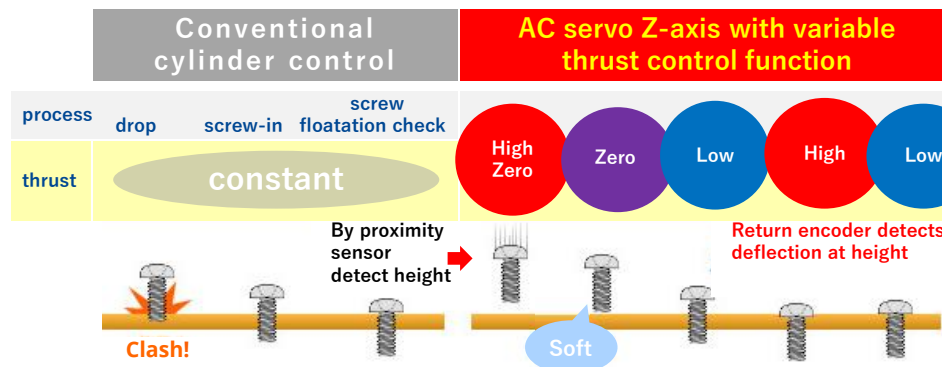 Conventional
cylinder control
AC servo Z-axis with variable
thrust control function
process
drop
screw-in
screw
floatation check
thrust
constant
High
Zero
Zero
Low
High
Low
By proximity
sensor
detect height
Return encoder detects
deflection at height
Clash!
Soft